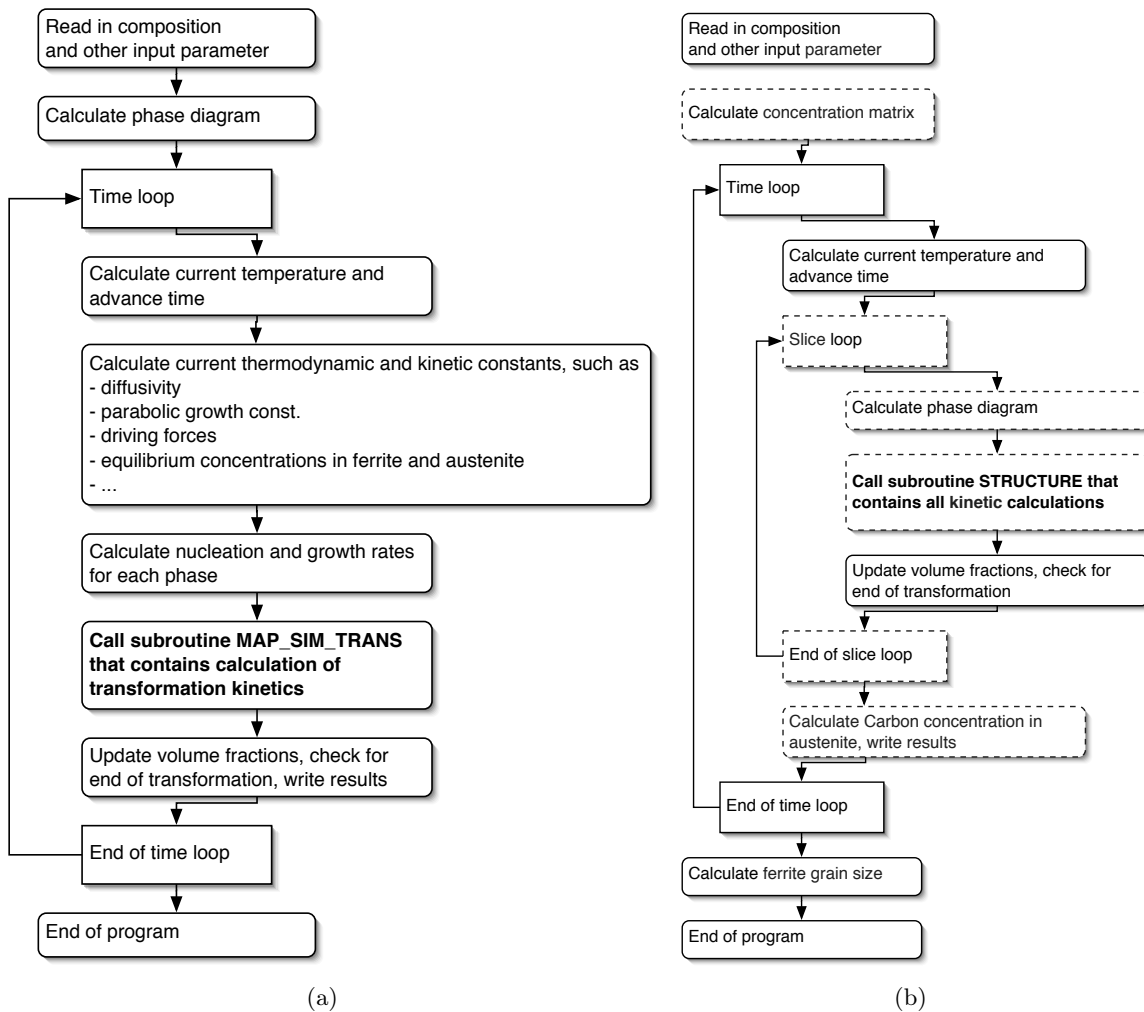 Read in composition
and other input parameter
Calculate phase diagram
Time loop
Calculate current temperature and
advance time
Calculate current thermodynamic and kinetic constants, such as
- diffusivity
- parabolic growth const.
- driving forces
- equilibrium concentrations in ferrite and austenite
- ...
Calculate nucleation and growth rates
for each phase
Call subroutine MAP_SIM_TRANS
that contains calculation of
transformation kinetics
Update volume fractions, check for
end of transformation, write results
End of time loop
End of program
(a)
Read in composition
and other input parameter
Calculate concentration matrix
Time loop
Calculate current temperature and
advance time
Slice loop
Calculate phase diagram
Call subroutine STRUCTURE that
contains all kinetic calculations
Update volume fractions, check for
end of transformation
End of slice loop
Calculate Carbon concentration in
austenite, write results
End of time loop
Calculate ferrite grain size
End of program
(b)